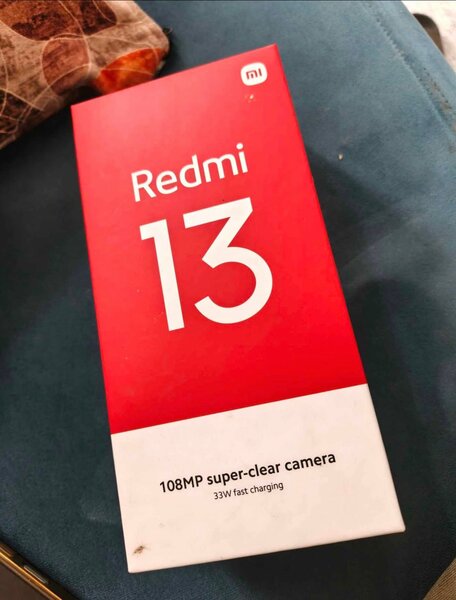 mi
Redmi
13
108MP super-clear camera
33W fast charging